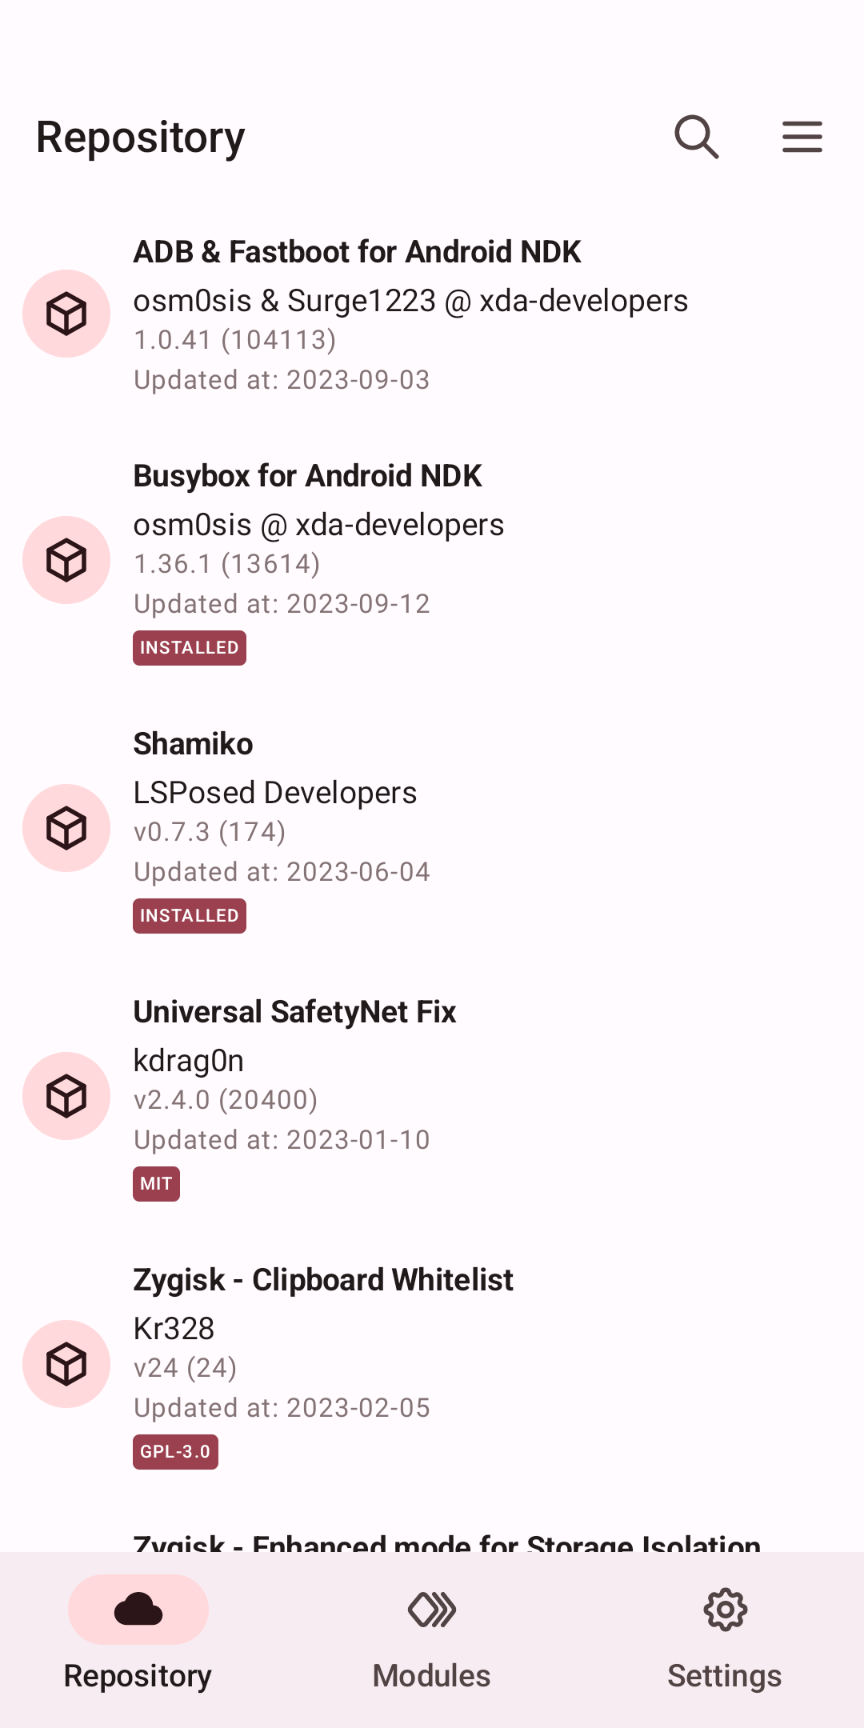 Repository
ADB & Fastboot for Android NDK
osm0sis & Surge1223 @ xda-developers
1.0.41 (104113)
Updated at: 2023-09-03
Busybox for Android NDK
osm0sis @ xda-developers
1.36.1 (13614)
Updated at: 2023-09-12
INSTALLED
Shamiko
LSPosed Developers
v0.7.3 (174)
Updated at: 2023-06-04
INSTALLED
Universal SafetyNet Fix
kdrag0n
v2.4.0 (20400)
Updated at: 2023-01-10
MIT
Zygisk - Clipboard Whitelist
Kr328
v24 (24)
Updated at: 2023-02-05
GPL-3.0
Zygisk - Enhanced mode for Storage Isolation
Repository
Modules
Settings